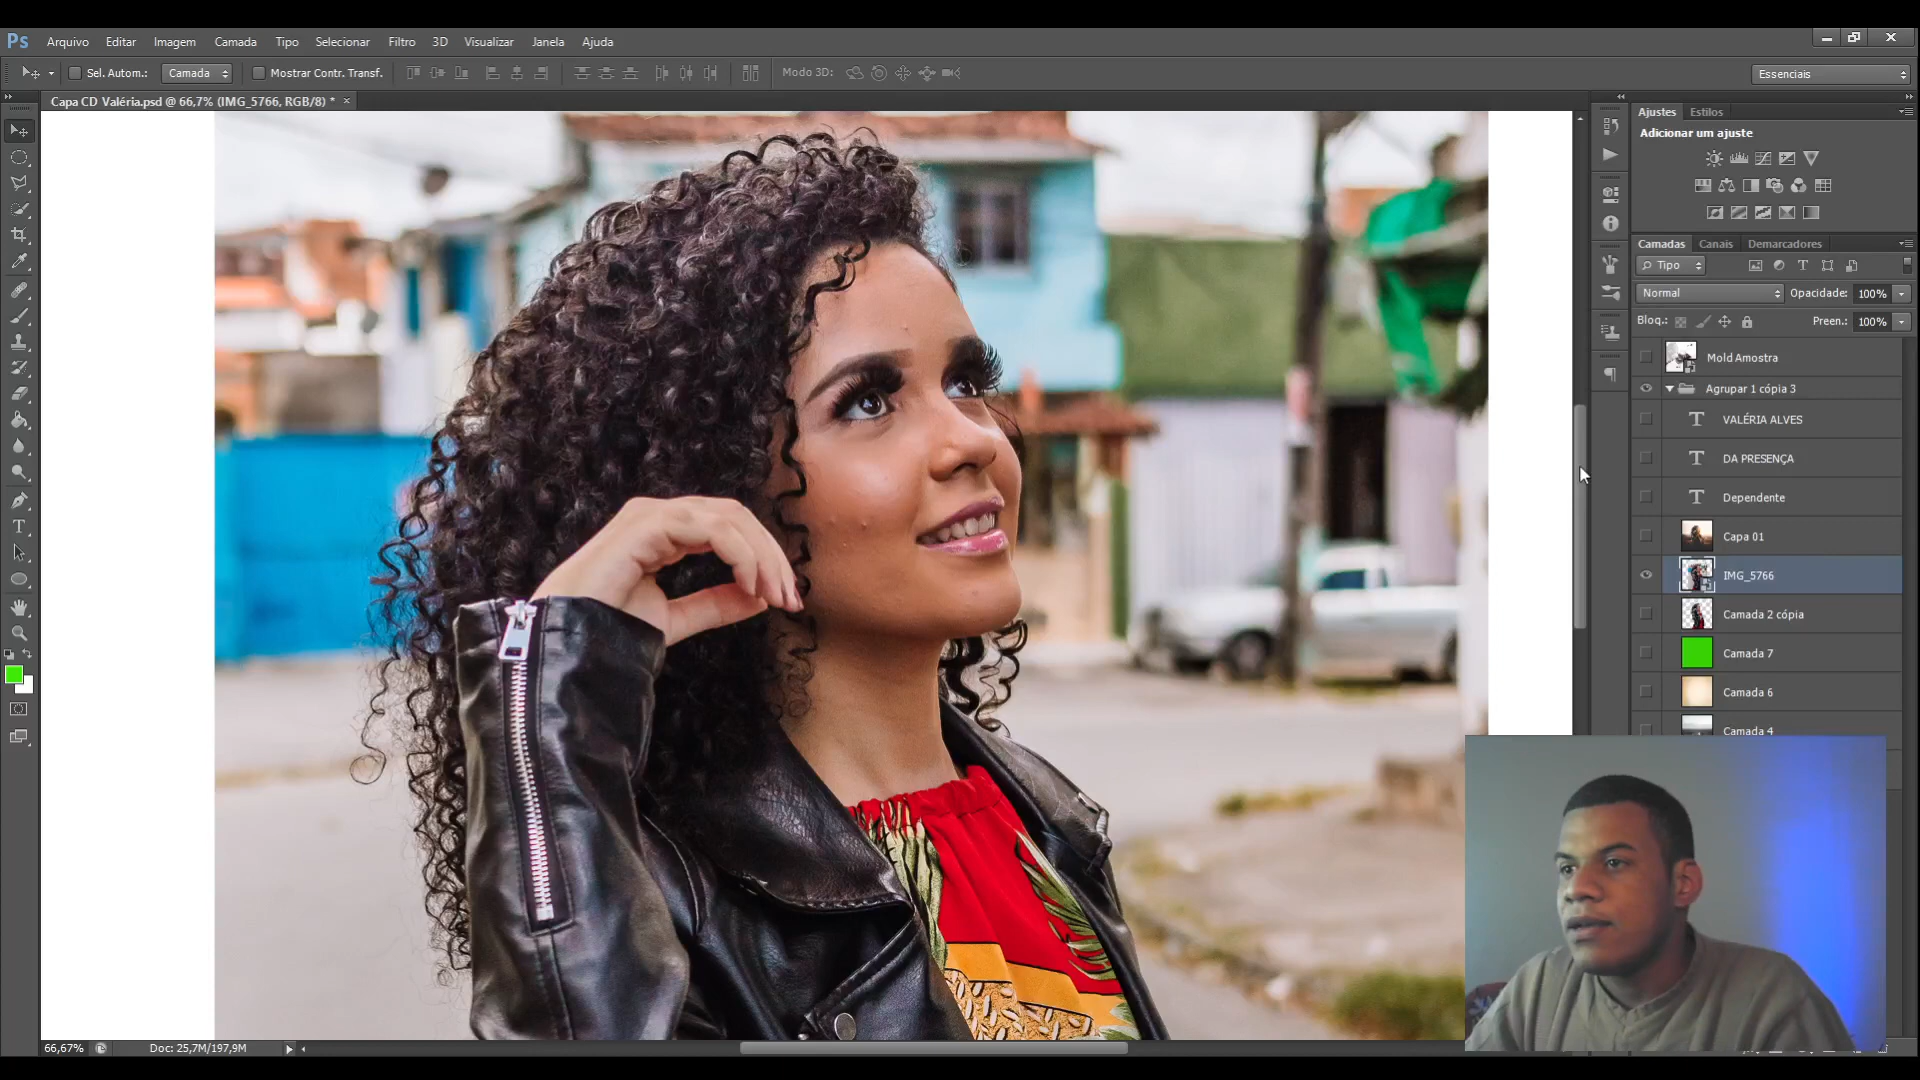 Ps Arquivo Editar Imagem Camada Tipo Selecionar Filtro 3D Visualizar Janela Ajuda
Sel. Autom.: Camada Mostrar Contr. Transf. Modo 3D: Essenciais
Capa CD Valéria.psd @ 66,7% (IMG_5766, RGB/8) *
Ajustes Estilos
Adicionar um ajuste
Camadas Canais Demarcadores
Tipo
Normal Opacidade: 100%
Bloq.: Preen.: 100%
Mold Amostra
Agrupar 1 cópia 3
VALÉRIA ALVES
DA PRESENÇA
Dependente
Capa 01
IMG_5766
Camada 2 cópia
Camada 7
Camada 6
Camada 4
66,67% Doc: 25,7M/197,9M